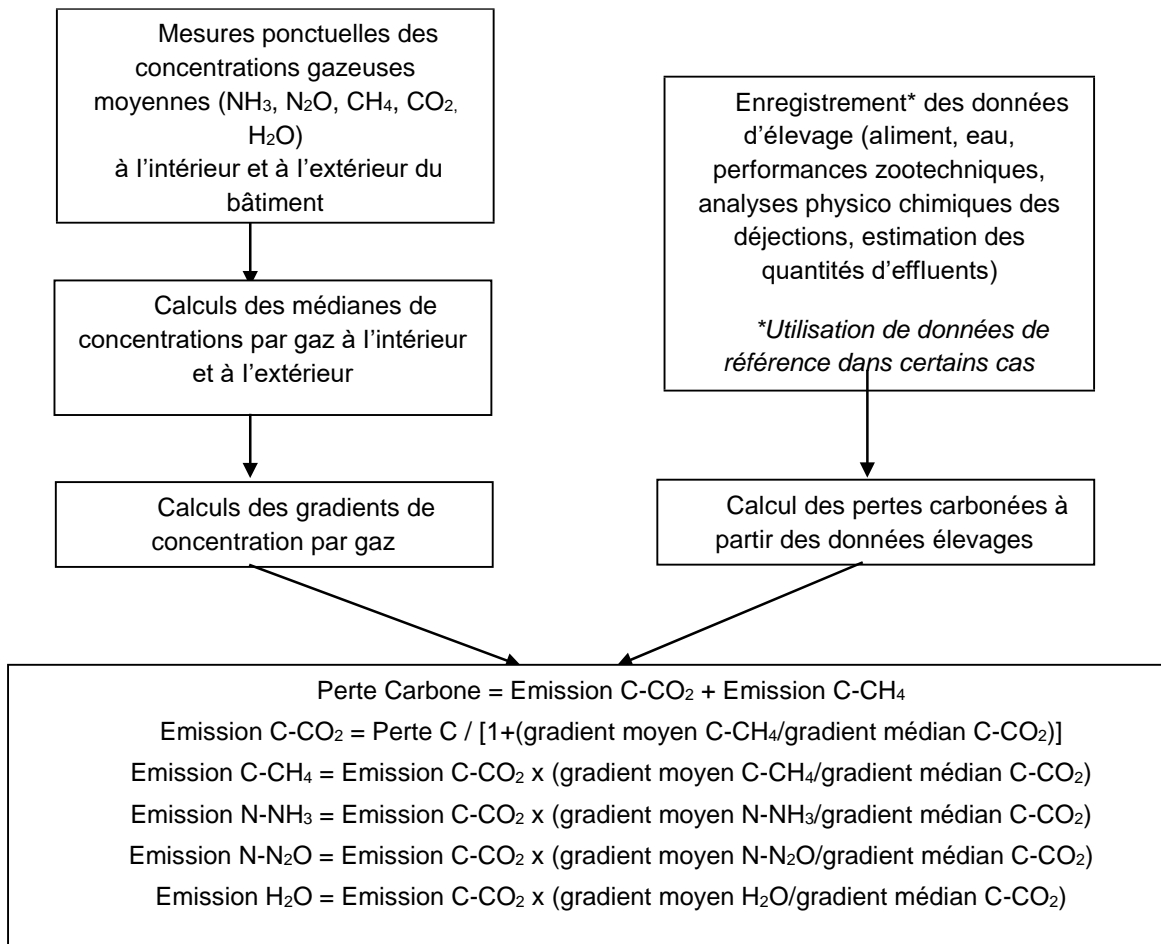 Mesures ponctuelles des
concentrations gazeuses
moyennes (NH₃, N₂O, CH₄, CO₂,
H₂O)
à l’intérieur et à l’extérieur du
bâtiment
Calculs des médianes de
concentrations par gaz à l’intérieur
et à l’extérieur
Calculs des gradients de
concentration par gaz
Enregistrement* des données
d’élevage (aliment, eau,
performances zootechniques,
analyses physico chimiques des
déjections, estimation des
quantités d’effluents)
*Utilisation de données de
référence dans certains cas
Calcul des pertes carbonées à
partir des données élevages
Perte Carbone = Emission C-CO₂ + Emission C-CH₄
Emission C-CO₂ = Perte C / [1+(gradient moyen C-CH₄/gradient médian C-CO₂)]
Emission C-CH₄ = Emission C-CO₂ x (gradient moyen C-CH₄/gradient médian C-CO₂)
Emission N-NH₃ = Emission C-CO₂ x (gradient moyen N-NH₃/gradient médian C-CO₂)
Emission N-N₂O = Emission C-CO₂ x (gradient moyen N-N₂O/gradient médian C-CO₂)
Emission H₂O = Emission C-CO₂ x (gradient moyen H₂O/gradient médian C-CO₂)